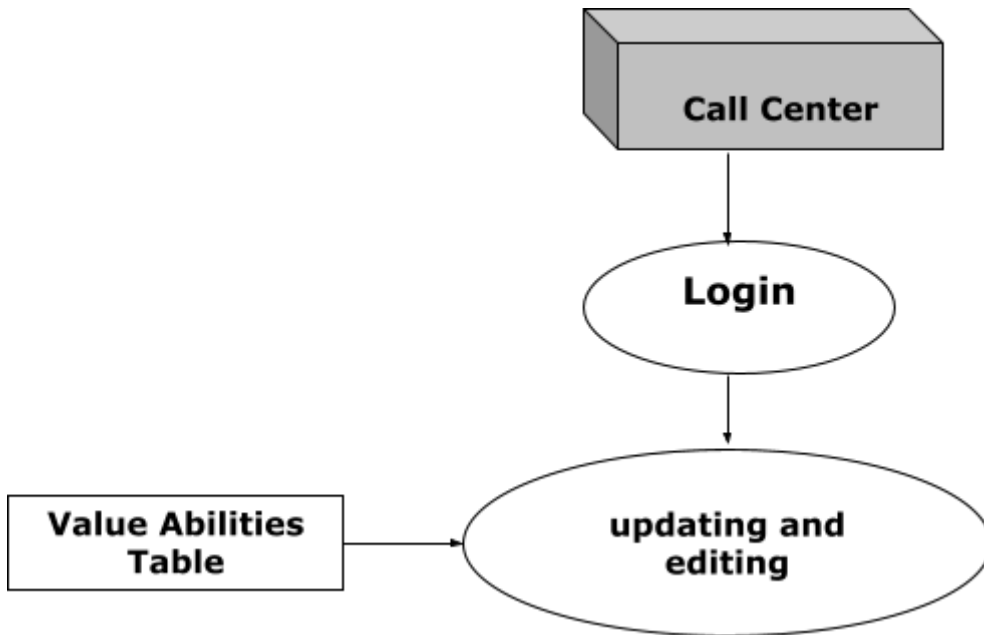 Call Center
Login
Value Abilities
Table
updating and
editing